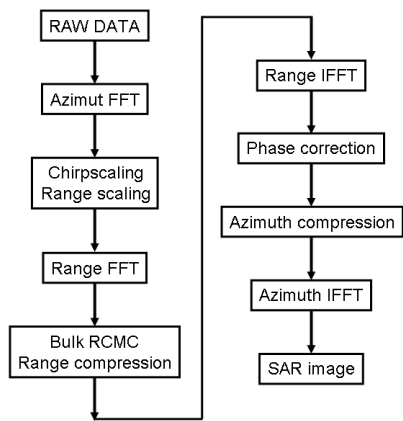 RAW DATA
Azimut FFT
Chirpscaling
Range scaling
Range FFT
Bulk RCMC
Range compression
Range IFFT
Phase correction
Azimuth compression
Azimuth IFFT
SAR image